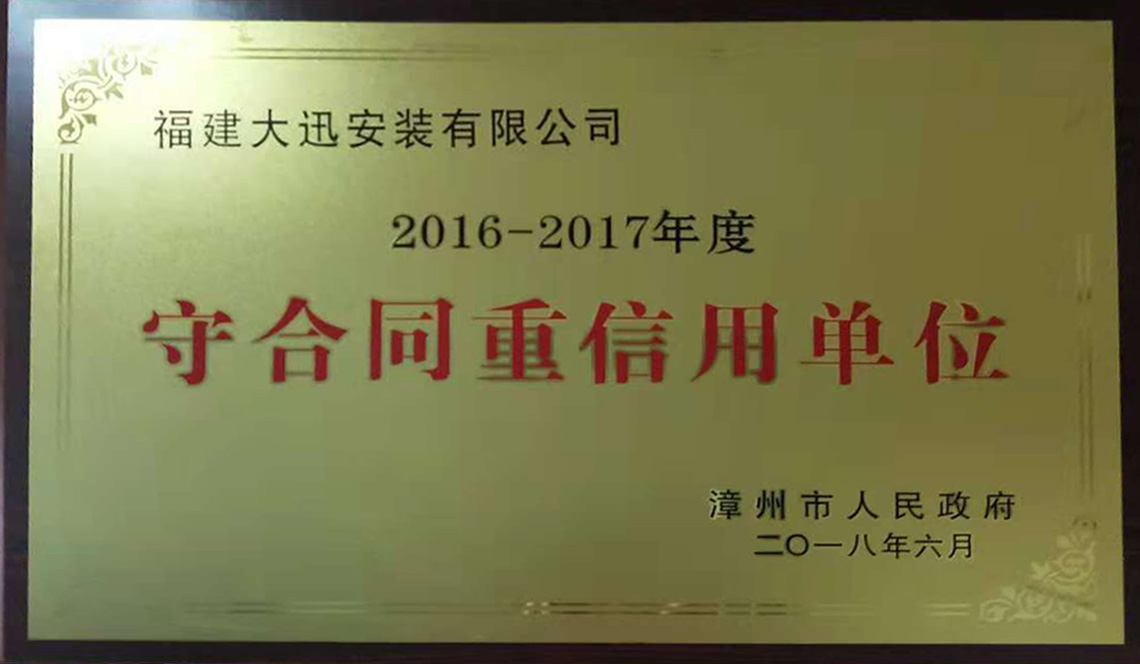 福建大迅安装有限公司
2016-2017年度
守合同重信用单位
漳州市人民政府
二〇一八年六月